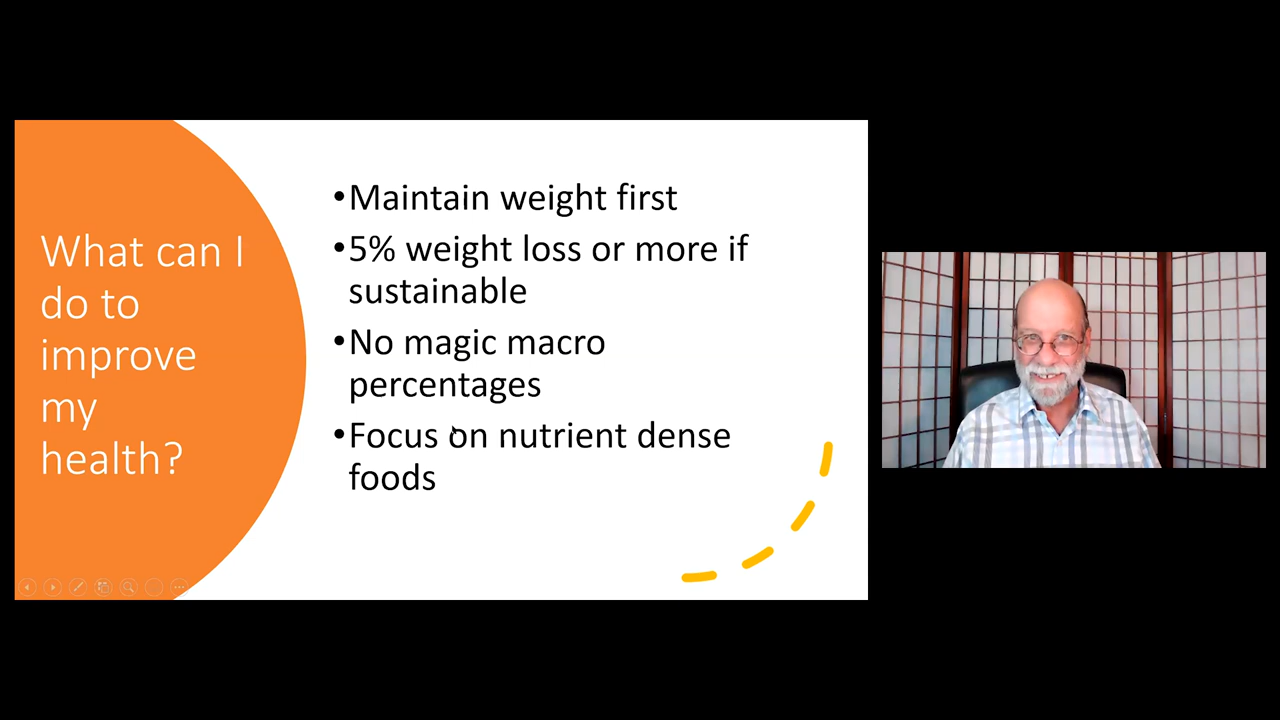 What can I
do to
improve
my
health?
•Maintain weight first
•5% weight loss or more if
sustainable
•No magic macro
percentages
•Focus on nutrient dense
foods